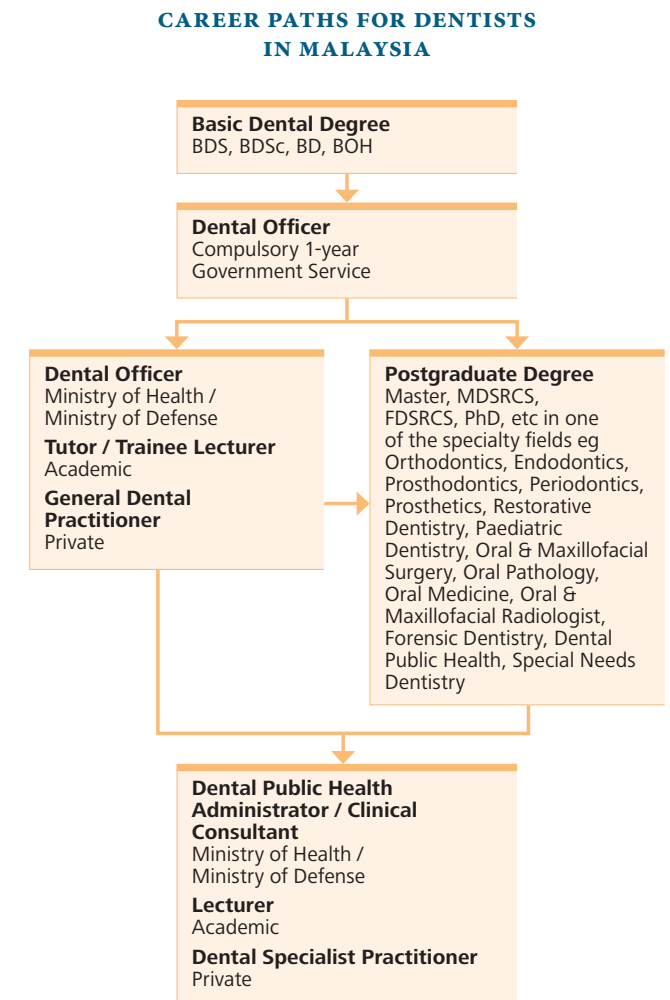 CAREER PATHS FOR DENTISTS
IN MALAYSIA
Basic Dental Degree
BDS, BDSc, BD, BOH
Dental Officer
Compulsory 1-year
Government Service
Dental Officer
Ministry of Health /
Ministry of Defense
Tutor / Trainee Lecturer
Academic
General Dental
Practitioner
Private
Postgraduate Degree
Master, MDSRCS,
FDSRCS, PhD, etc in one
of the specialty fields eg
Orthodontics, Endodontics,
Prosthodontics, Periodontics,
Prosthetics, Restorative
Dentistry, Paediatric
Dentistry, Oral & Maxillofacial
Surgery, Oral Pathology,
Oral Medicine, Oral &
Maxillofacial Radiologist,
Forensic Dentistry, Dental
Public Health, Special Needs
Dentistry
Dental Public Health
Administrator / Clinical
Consultant
Ministry of Health /
Ministry of Defense
Lecturer
Academic
Dental Specialist Practitioner
Private